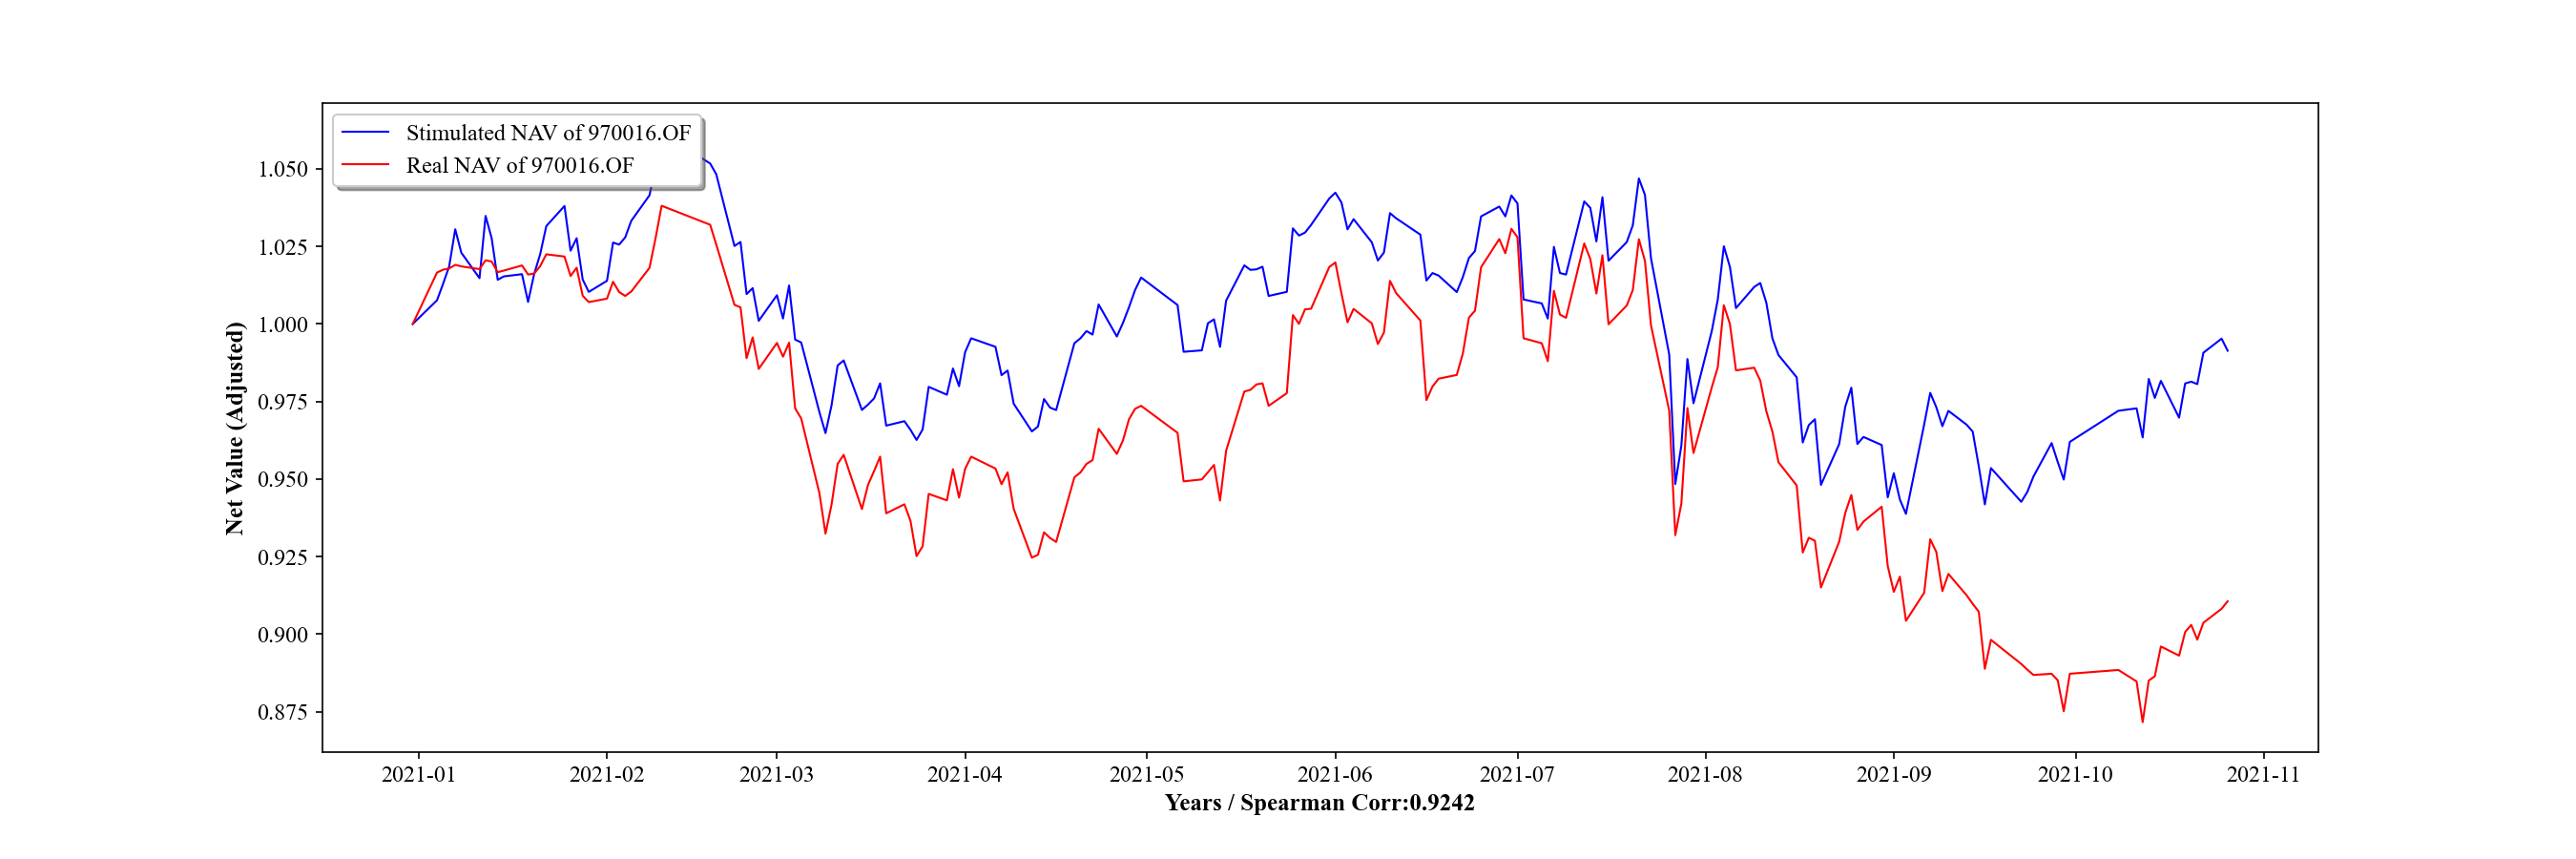 Stimulated NAV of 970016.OF
Real NAV of 970016.OF
1.050
1.025
1.000
0.975
0.950
0.925
0.900
0.875
Net Value (Adjusted)
2021-01 2021-02 2021-03 2021-04 2021-05 2021-06 2021-07 2021-08 2021-09 2021-10 2021-11
Years / Spearman Corr:0.9242